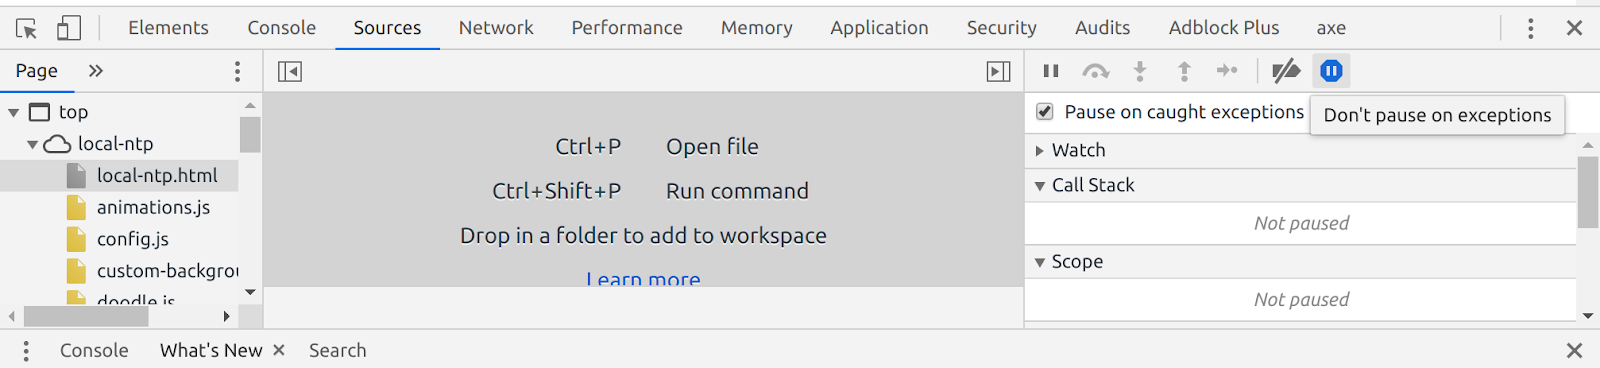 Elements Console Sources Network Performance Memory Application Security Audits Adblock Plus axe
Page
top
local-ntp
local-ntp.html
animations.js
config.js
custom-backgrou
doodle.js
Ctrl+P Open file
Ctrl+Shift+P Run command
Drop in a folder to add to workspace
Learn more
Pause on caught exceptions
Don't pause on exceptions
Watch
Call Stack
Not paused
Scope
Not paused
Console What's New Search